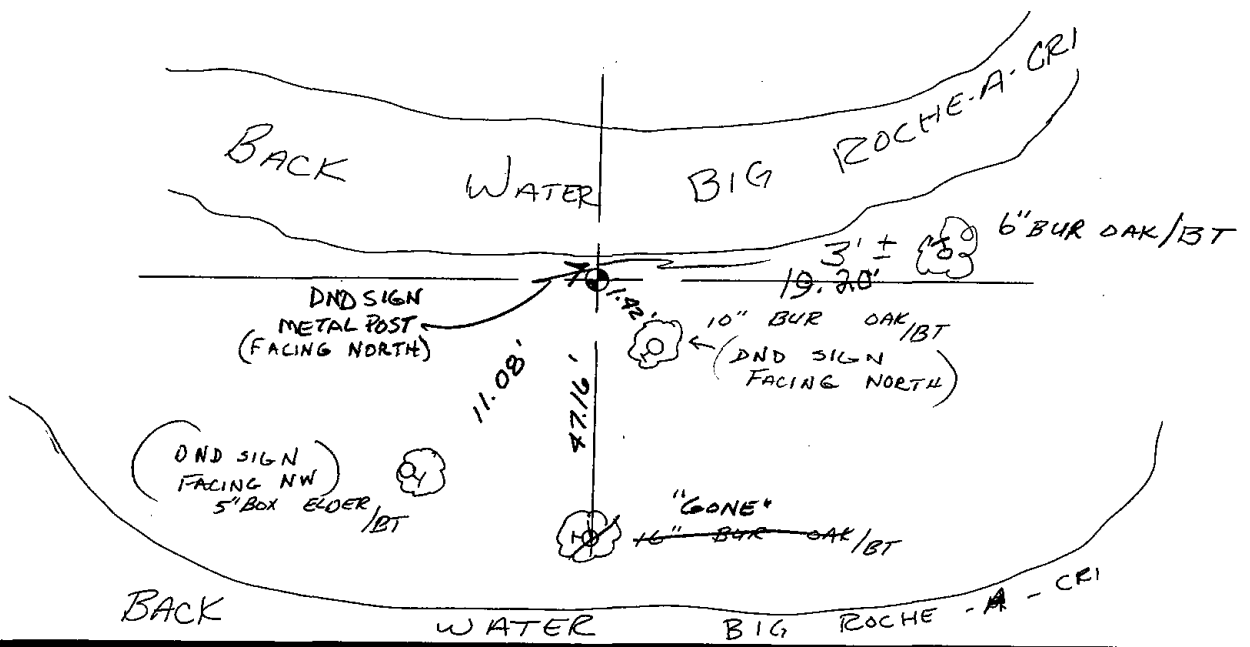 BACK WATER BIG ROCHE-A-CRI
6" BUR OAK/BT
3' ±
19.20'
DND SIGN
METAL POST
(FACING NORTH)
1.42'
10" BUR OAK/BT
(DND SIGN
FACING NORTH)
11.08'
47.16'
(DND SIGN
FACING NW)
5" BOX ELDER/BT
"GONE"
16" BUR OAK/BT
BACK WATER BIG ROCHE-A-CRI